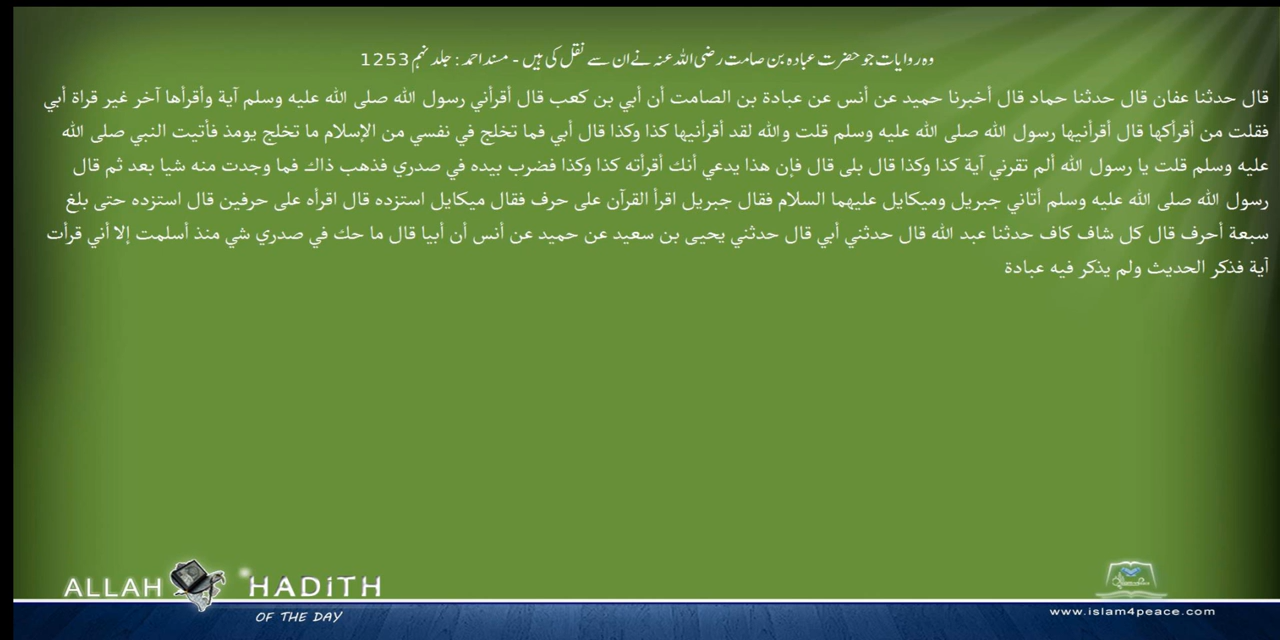 وہ روایات جو حضرت عبادہ بن صامت رضی اللہ عنہ نے ان سے نقل کی ہیں - مسند احمد : جلد نہم 1253
قال حدثنا عفان قال حدثنا حماد قال أخبرنا حميد عن أنس عن عبادة بن الصامت أن أبي بن كعب قال أقرأني رسول الله صلى الله عليه وسلم آية وأقرأها آخر غير قراة أبي
فقلت من أقرأكها قال أقرأنيها رسول الله صلى الله عليه وسلم قلت والله لقد أقرأنيها كذا وكذا قال أبي فما تخلج في نفسي من الإسلام ما تخلج يومذ فأتيت النبي صلى الله
عليه وسلم قلت يا رسول الله ألم تقرني آية كذا وكذا قال بلى قال فإن هذا يدعي أنك أقرأته كذا وكذا فضرب بيده في صدري فذهب ذاك فما وجدت منه شيا بعد ثم قال
رسول الله صلى الله عليه وسلم أتاني جبريل وميكايل عليهما السلام فقال جبريل اقرأ القرآن على حرف فقال ميكايل استزده قال اقرأه على حرفين قال استزده حتى بلغ
سبعة أحرف قال كل شاف كاف حدثنا عبد الله قال حدثني أبي قال حدثني يحيى بن سعيد عن حميد عن أنس أن أبيا قال ما حك في صدري شي منذ أسلمت إلا أني قرأت
آية فذكر الحديث ولم يذكر فيه عبادة
ALLAH HADITH
OF THE DAY
www.islam4peace.com